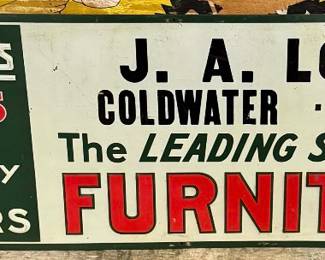 J. A. LO
COLDWATER ·
The LEADING S
FURNIT
Y
RS